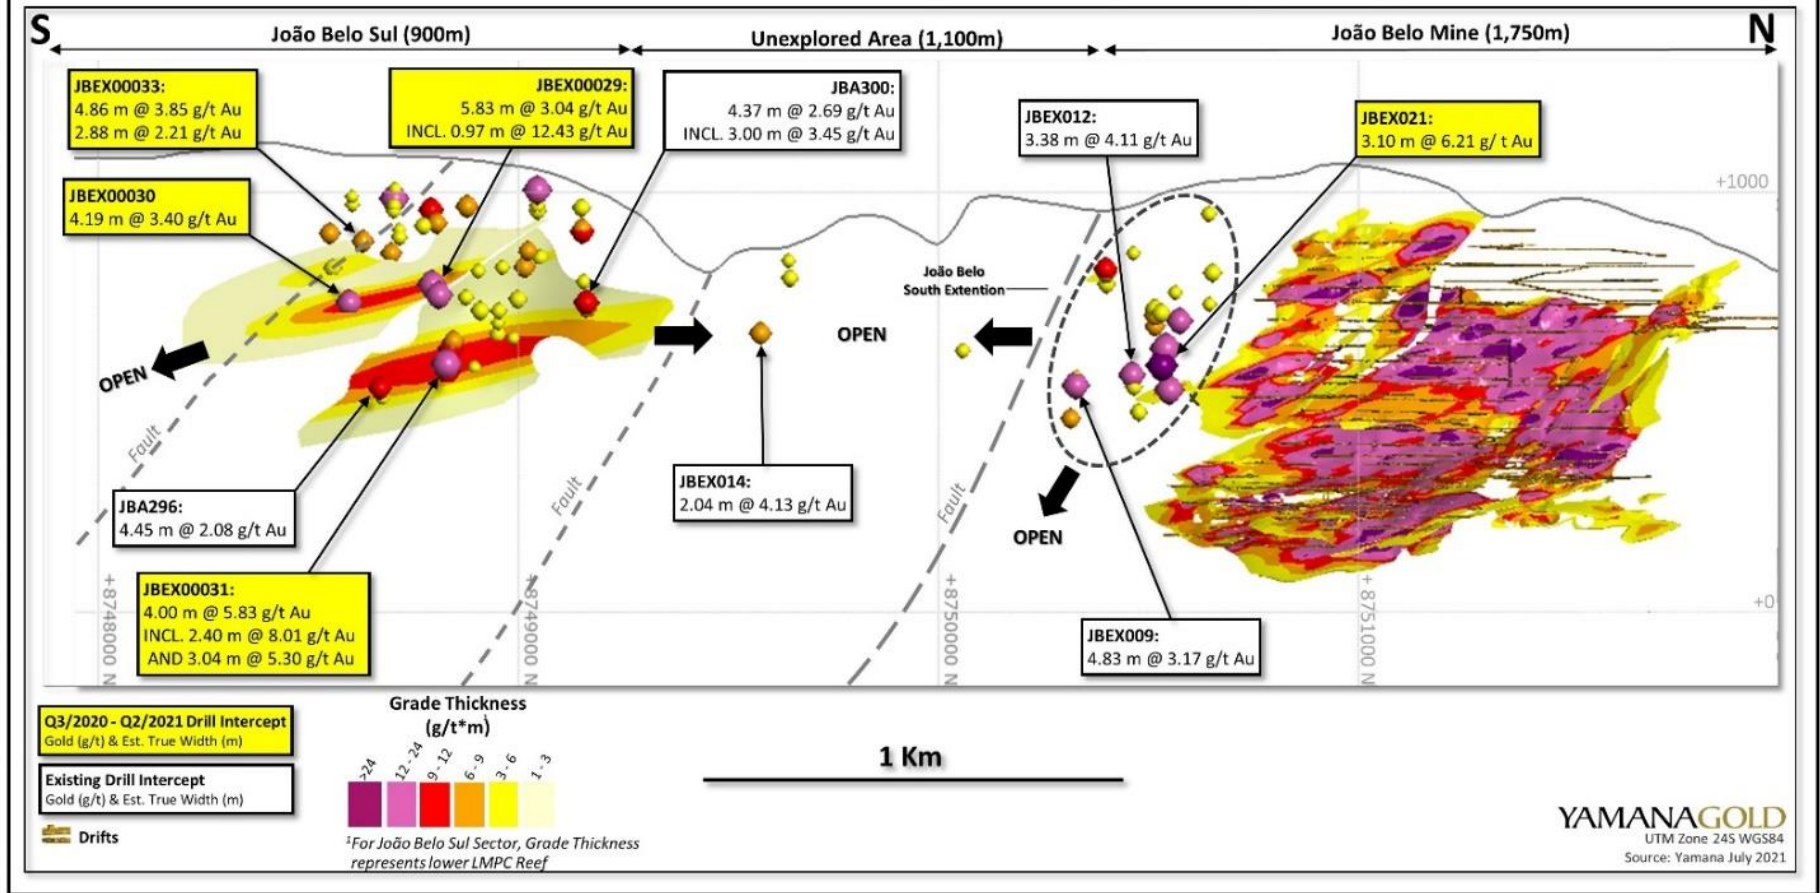 S
João Belo Sul (900m)
Unexplored Area (1,100m)
João Belo Mine (1,750m)
N
JBEX00033:
4.86 m @ 3.85 g/t Au
2.88 m @ 2.21 g/t Au
JBEX00029:
5.83 m @ 3.04 g/t Au
INCL. 0.97 m @ 12.43 g/t Au
JBA300:
4.37 m @ 2.69 g/t Au
INCL. 3.00 m @ 3.45 g/t Au
JBEX012:
3.38 m @ 4.11 g/t Au
JBEX021:
3.10 m @ 6.21 g/ t Au
+1000
JBEX00030
4.19 m @ 3.40 g/t Au
João Belo
South Extention
OPEN
OPEN
OPEN
Fault
Fault
Fault
JBEX014:
2.04 m @ 4.13 g/t Au
JBA296:
4.45 m @ 2.08 g/t Au
JBEX00031:
4.00 m @ 5.83 g/t Au
INCL. 2.40 m @ 8.01 g/t Au
AND 3.04 m @ 5.30 g/t Au
JBEX009:
4.83 m @ 3.17 g/t Au
+0
+8748000 N
+8749000 N
+8750000 N
+8751000 N
Q3/2020 - Q2/2021 Drill Intercept
Gold (g/t) & Est. True Width (m)
Existing Drill Intercept
Gold (g/t) & Est. True Width (m)
Drifts
Grade Thickness
(g/t*m)¹
>24
12 - 24
9 - 12
6 - 9
3 - 6
1 - 3
¹For João Belo Sul Sector, Grade Thickness
represents lower LMPC Reef
1 Km
YAMANAGOLD
UTM Zone 24S WGS84
Source: Yamana July 2021